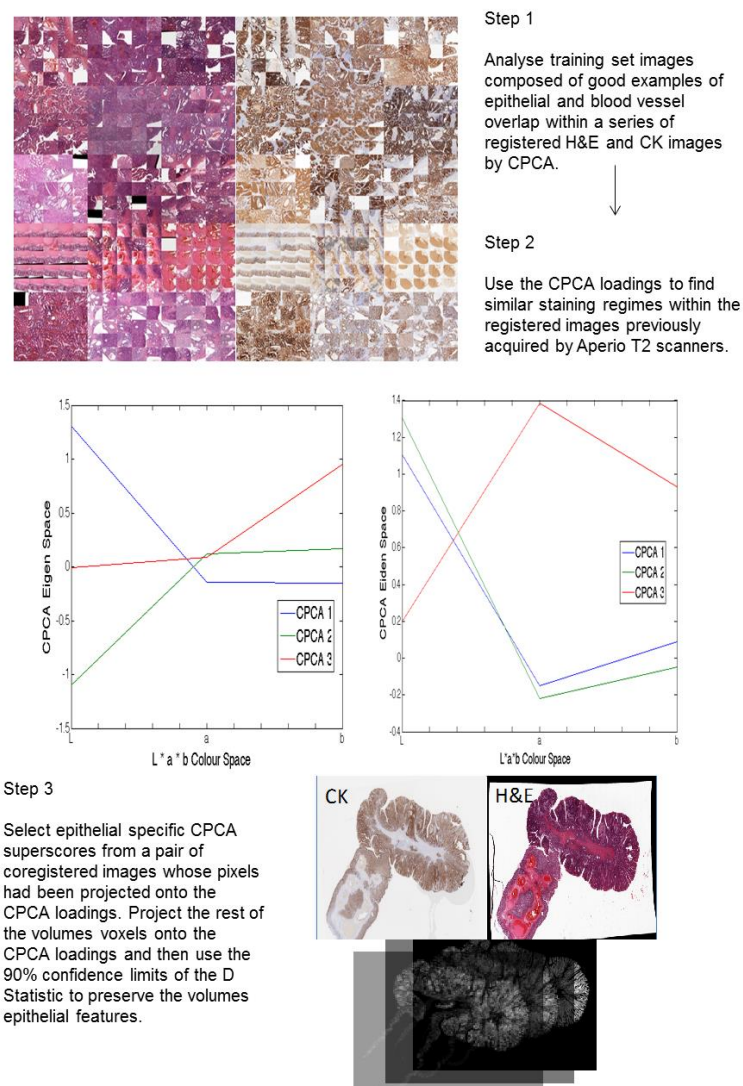 Step 1
Analyse training set images
composed of good examples of
epithelial and blood vessel
overlap within a series of
registered H&E and CK images
by CPCA.
Step 2
Use the CPCA loadings to find
similar staining regimes within the
registered images previously
acquired by Aperio T2 scanners.
1.5
1
0.5
0
-0.5
-1
-1.5
CPCA Eigen Space
CPCA 1
CPCA 2
CPCA 3
L
a
b
L * a * b Colour Space
1.4
1.2
1
0.8
0.6
0.4
0.2
0
-0.2
-0.4
CPCA Eiden Space
CPCA 1
CPCA 2
CPCA 3
L
a
b
L*a*b Colour Space
Step 3
Select epithelial specific CPCA
superscores from a pair of
coregistered images whose pixels
had been projected onto the
CPCA loadings. Project the rest of
the volumes voxels onto the
CPCA loadings and then use the
90% confidence limits of the D
Statistic to preserve the volumes
epithelial features.
CK
H&E